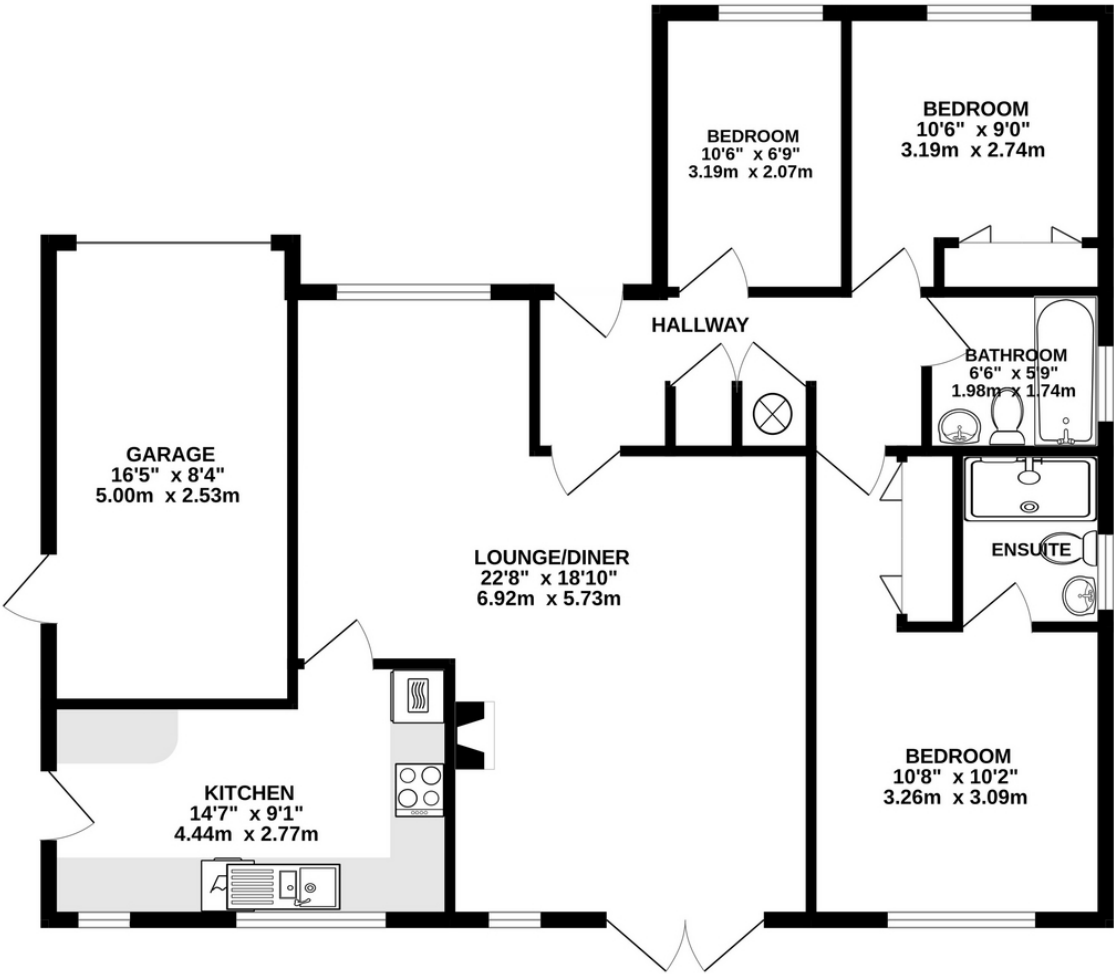 BEDROOM
10'6" x 6'9"
3.19m x 2.07m
BEDROOM
10'6" x 9'0"
3.19m x 2.74m
HALLWAY
BATHROOM
6'6" x 5'9"
1.98m x 1.74m
GARAGE
16'5" x 8'4"
5.00m x 2.53m
LOUNGE/DINER
22'8" x 18'10"
6.92m x 5.73m
ENSUITE
KITCHEN
14'7" x 9'1"
4.44m x 2.77m
BEDROOM
10'8" x 10'2"
3.26m x 3.09m